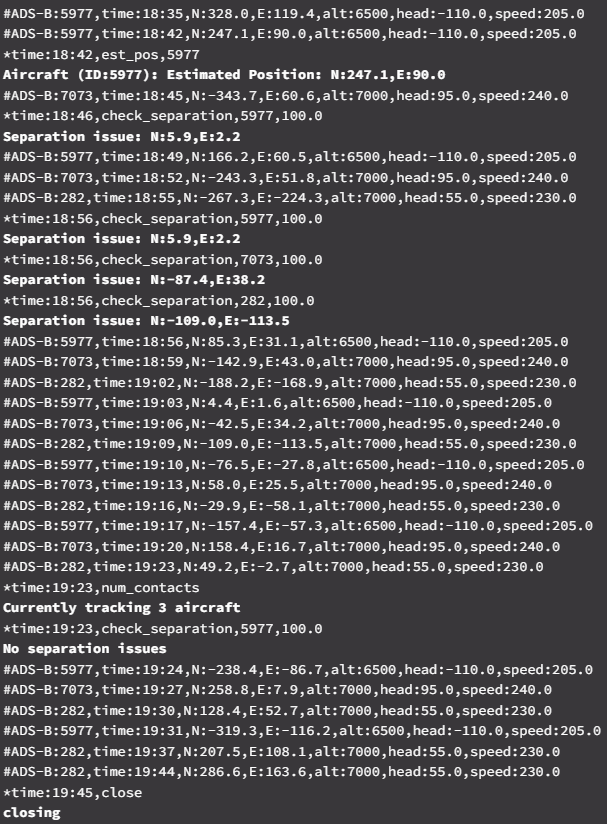 #ADS-B:5977,time:18:35,N:328.0,E:119.4,alt:6500,head:-110.0,speed:205.0
#ADS-B:5977,time:18:42,N:247.1,E:90.0,alt:6500,head:-110.0,speed:205.0
*time:18:42,est_pos,5977
Aircraft (ID:5977): Estimated Position: N:247.1,E:90.0
#ADS-B:7073,time:18:45,N:-343.7,E:60.6,alt:7000,head:95.0,speed:240.0
*time:18:46,check_separation,5977,100.0
Separation issue: N:5.9,E:2.2
#ADS-B:5977,time:18:49,N:166.2,E:60.5,alt:6500,head:-110.0,speed:205.0
#ADS-B:7073,time:18:52,N:-243.3,E:51.8,alt:7000,head:95.0,speed:240.0
#ADS-B:282,time:18:55,N:-267.3,E:-224.3,alt:7000,head:55.0,speed:230.0
*time:18:56,check_separation,5977,100.0
Separation issue: N:5.9,E:2.2
*time:18:56,check_separation,7073,100.0
Separation issue: N:-87.4,E:38.2
*time:18:56,check_separation,282,100.0
Separation issue: N:-109.0,E:-113.5
#ADS-B:5977,time:18:56,N:85.3,E:31.1,alt:6500,head:-110.0,speed:205.0
#ADS-B:7073,time:18:59,N:-142.9,E:43.0,alt:7000,head:95.0,speed:240.0
#ADS-B:282,time:19:02,N:-188.2,E:-168.9,alt:7000,head:55.0,speed:230.0
#ADS-B:5977,time:19:03,N:4.4,E:1.6,alt:6500,head:-110.0,speed:205.0
#ADS-B:7073,time:19:06,N:-42.5,E:34.2,alt:7000,head:95.0,speed:240.0
#ADS-B:282,time:19:09,N:-109.0,E:-113.5,alt:7000,head:55.0,speed:230.0
#ADS-B:5977,time:19:10,N:-76.5,E:-27.8,alt:6500,head:-110.0,speed:205.0
#ADS-B:7073,time:19:13,N:58.0,E:25.5,alt:7000,head:95.0,speed:240.0
#ADS-B:282,time:19:16,N:-29.9,E:-58.1,alt:7000,head:55.0,speed:230.0
#ADS-B:5977,time:19:17,N:-157.4,E:-57.3,alt:6500,head:-110.0,speed:205.0
#ADS-B:7073,time:19:20,N:158.4,E:16.7,alt:7000,head:95.0,speed:240.0
#ADS-B:282,time:19:23,N:49.2,E:-2.7,alt:7000,head:55.0,speed:230.0
*time:19:23,num_contacts
Currently tracking 3 aircraft
*time:19:23,check_separation,5977,100.0
No separation issues
#ADS-B:5977,time:19:24,N:-238.4,E:-86.7,alt:6500,head:-110.0,speed:205.0
#ADS-B:7073,time:19:27,N:258.8,E:7.9,alt:7000,head:95.0,speed:240.0
#ADS-B:282,time:19:30,N:128.4,E:52.7,alt:7000,head:55.0,speed:230.0
#ADS-B:5977,time:19:31,N:-319.3,E:-116.2,alt:6500,head:-110.0,speed:205.0
#ADS-B:282,time:19:37,N:207.5,E:108.1,alt:7000,head:55.0,speed:230.0
#ADS-B:282,time:19:44,N:286.6,E:163.6,alt:7000,head:55.0,speed:230.0
*time:19:45,close
closing